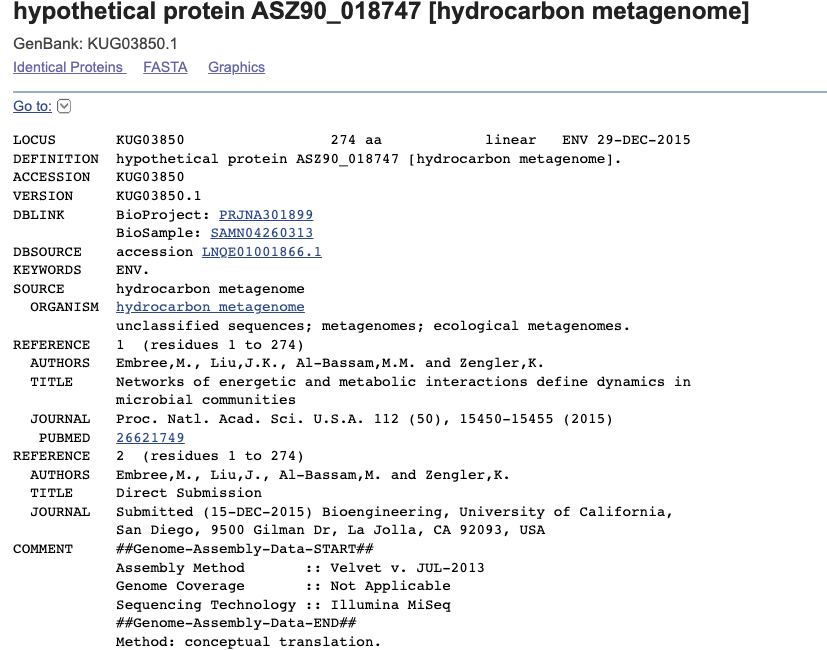 hypothetical protein ASZ90_018747 [hydrocarbon metagenome]
GenBank: KUG03850.1
Identical Proteins FASTA Graphics
Go to:
LOCUS KUG03850 274 aa linear ENV 29-DEC-2015
DEFINITION hypothetical protein ASZ90_018747 [hydrocarbon metagenome].
ACCESSION KUG03850
VERSION KUG03850.1
DBLINK BioProject: PRJNA301899
BioSample: SAMN04260313
DBSOURCE accession LNQE01001866.1
KEYWORDS ENV.
SOURCE hydrocarbon metagenome
ORGANISM hydrocarbon metagenome
unclassified sequences; metagenomes; ecological metagenomes.
REFERENCE 1 (residues 1 to 274)
AUTHORS Embree,M., Liu,J.K., Al-Bassam,M.M. and Zengler,K.
TITLE Networks of energetic and metabolic interactions define dynamics in
microbial communities
JOURNAL Proc. Natl. Acad. Sci. U.S.A. 112 (50), 15450-15455 (2015)
PUBMED 26621749
REFERENCE 2 (residues 1 to 274)
AUTHORS Embree,M., Liu,J., Al-Bassam,M. and Zengler,K.
TITLE Direct Submission
JOURNAL Submitted (15-DEC-2015) Bioengineering, University of California,
San Diego, 9500 Gilman Dr, La Jolla, CA 92093, USA
COMMENT ##Genome-Assembly-Data-START##
Assembly Method :: Velvet v. JUL-2013
Genome Coverage :: Not Applicable
Sequencing Technology :: Illumina MiSeq
##Genome-Assembly-Data-END##
Method: conceptual translation.